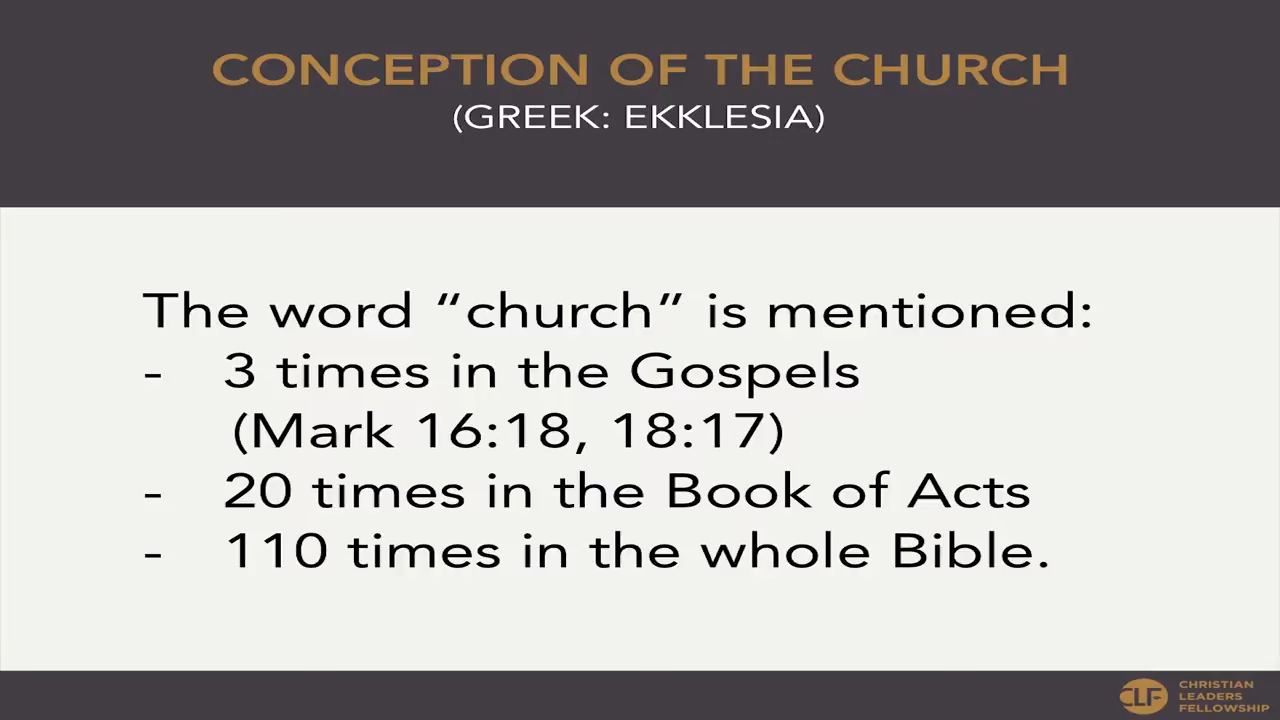 CONCEPTION OF THE CHURCH
(GREEK: EKKLESIA)
The word “church” is mentioned:
- 3 times in the Gospels
(Mark 16:18, 18:17)
- 20 times in the Book of Acts
- 110 times in the whole Bible.
CLF
CHRISTIAN
LEADERS
FELLOWSHIP